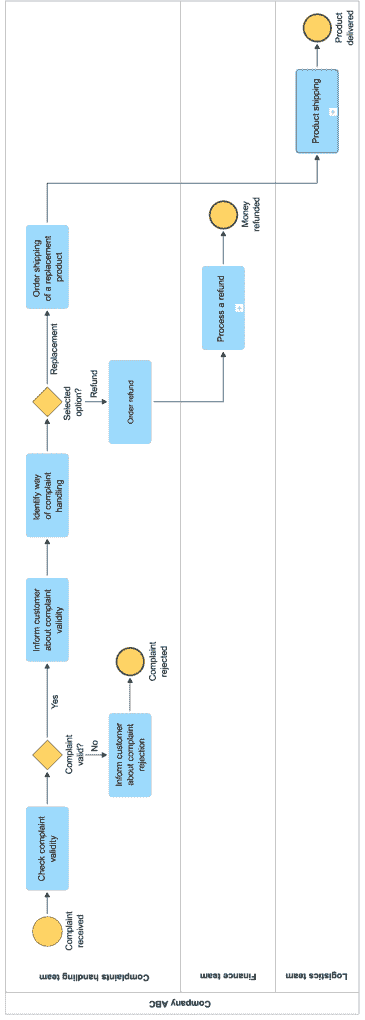 Company ABC
Complaints handling team
Complaint
received
Check complaint
validity
Complaint
valid?
Yes
No
Inform customer
about complaint
rejection
Complaint
rejected
Inform customer
about complaint
validity
Identify way
of complaint
handling
Selected
option?
Replacement
Refund
Order shipping
of a replacement
product
Order refund
Finance team
Process a refund
Money
refunded
Logistics team
Product shipping
Product
delivered